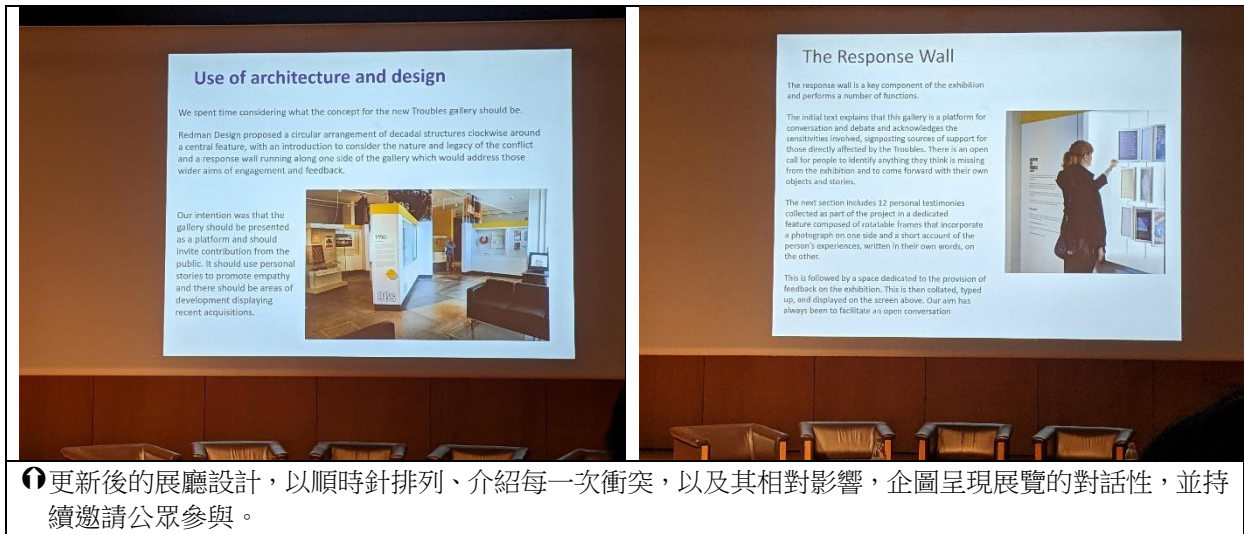 Use of architecture and design
We spent time considering what the concept for the new Troubles gallery should be.
Redman Design proposed a circular arrangement of decadal structures clockwise around
a central feature, with an introduction to consider the nature and legacy of the conflict
and a response wall running along one side of the gallery which would address those
wider aims of engagement and feedback.
Our intention was that the
gallery should be presented
as a platform and should
invite contribution from the
public. It should use personal
stories to promote empathy
and there should be areas of
development displaying
recent acquisitions.
1990
90s
The Response Wall
The response wall is a key component of the exhibition
and performs a number of functions.
The initial text explains that this gallery is a platform for
conversation and debate and acknowledges the
sensitivities involved, signposting sources of support for
those directly affected by the Troubles. There is an open
call for people to identify anything they think is missing
from the exhibition and to come forward with their own
objects and stories.
The next section includes 12 personal testimonies
collected as part of the project in a dedicated
feature composed of rotatable frames that incorporate
a photograph on one side and a short account of the
person's experiences, written in their own words, on
the other.
This is followed by a space dedicated to the provision of
feedback on the exhibition. This is then collated, typed
up, and displayed on the screen above. Our aim has
always been to facilitate an open conversation
更新後的展廳設計，以順時針排列、介紹每一次衝突，以及其相對影響，企圖呈現展覽的對話性，並持
續邀請公眾參與。